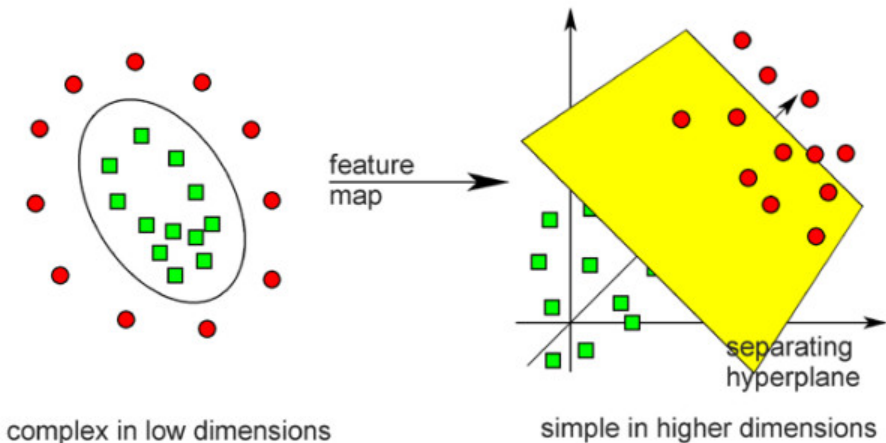 feature
map
separating
hyperplane
complex in low dimensions
simple in higher dimensions